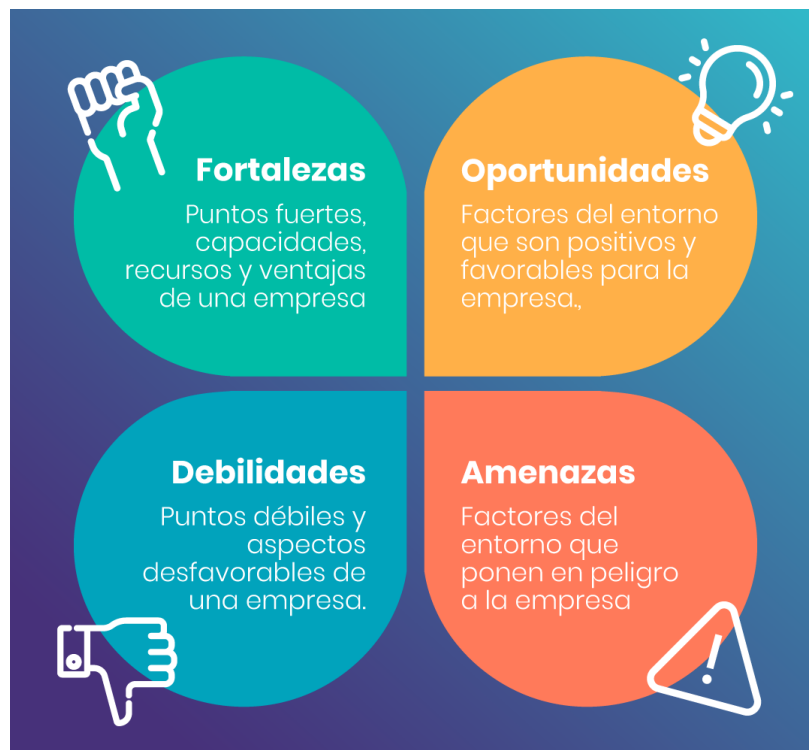 Fortalezas
Puntos fuertes,
capacidades,
recursos y ventajas
de una empresa
Oportunidades
Factores del entorno
que son positivos y
favorables para la
empresa.,
Debilidades
Puntos débiles y
aspectos
desfavorables de
una empresa.
Amenazas
Factores del
entorno que
ponen en peligro
a la empresa
!